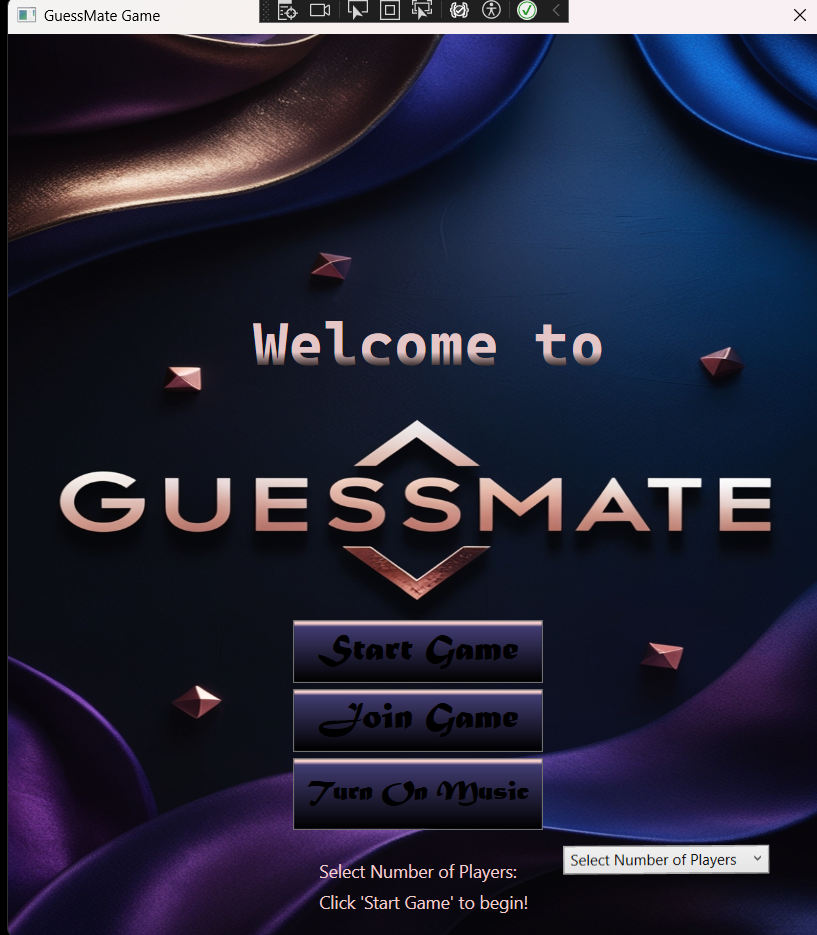 GuessMate Game
Welcome to
GUESSMATE
Start Game
Join Game
Turn On Music
Select Number of Players
Select Number of Players:
Click 'Start Game' to begin!